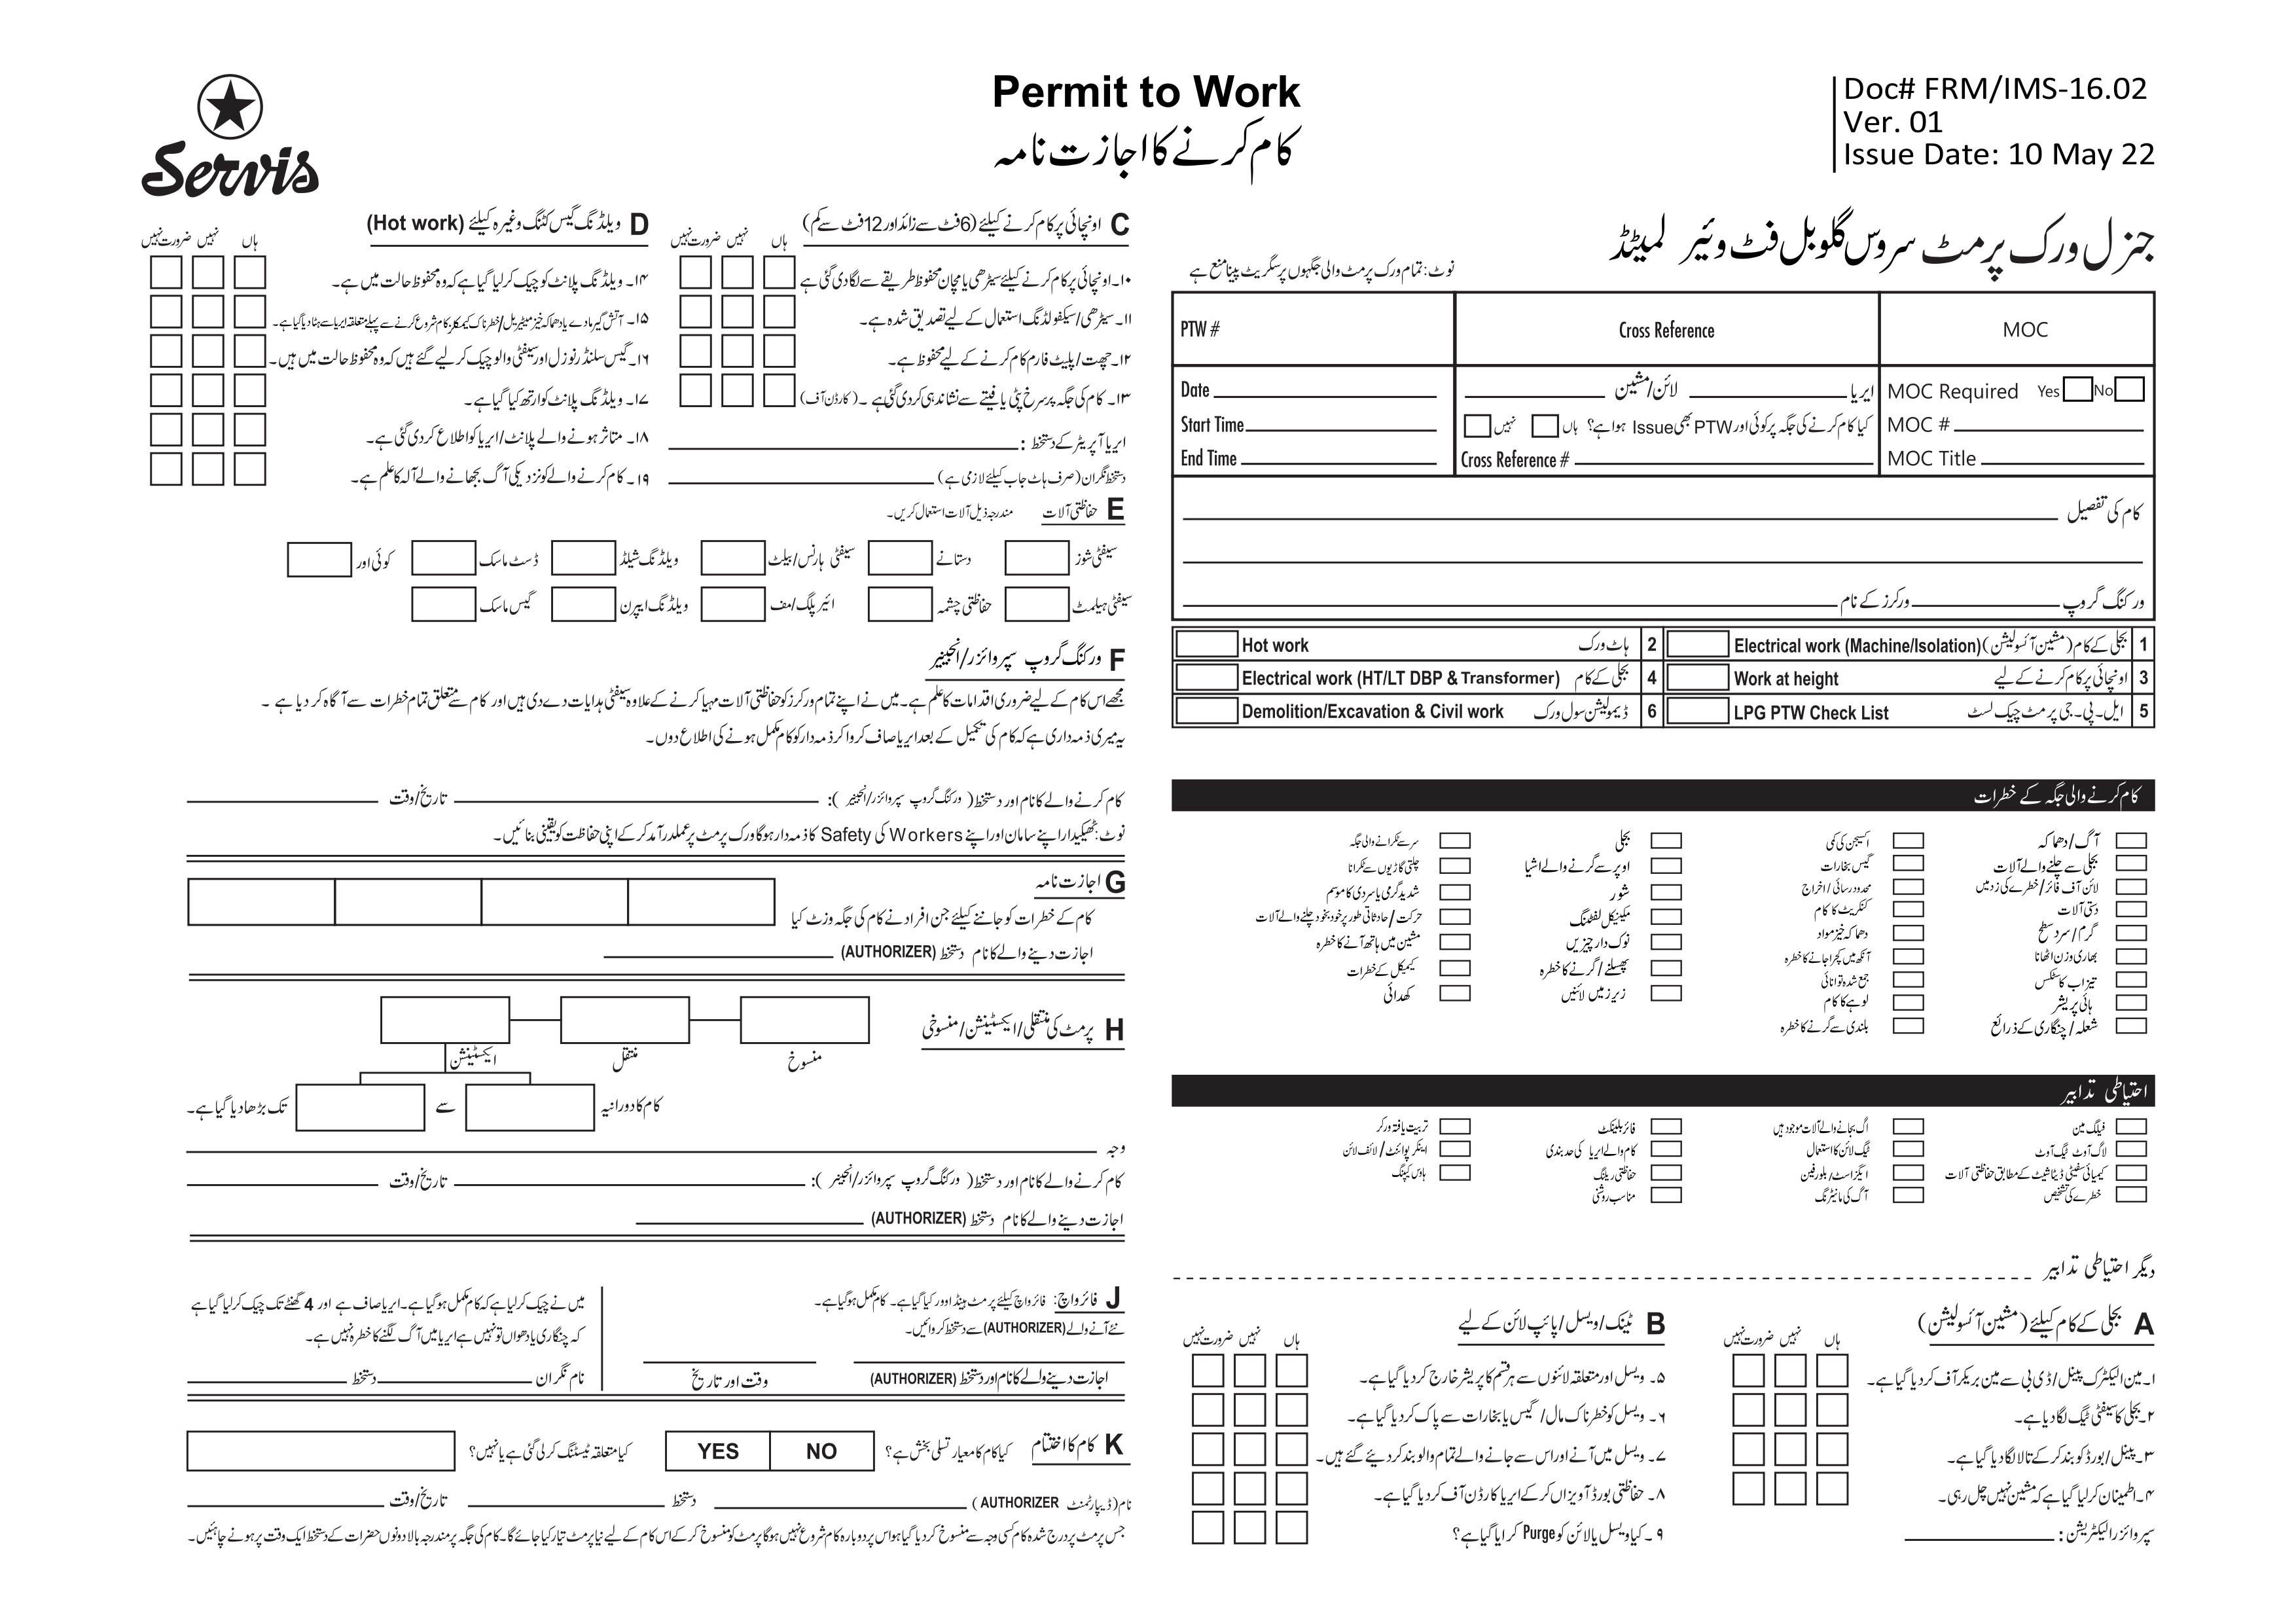 Servis
Permit to Work
کام کرنے کا اجازت نامہ
Doc# FRM/IMS-16.02
Ver. 01
Issue Date: 10 May 22
جنرل ورک پرمٹ سروس گلوبل فٹ وئیر لمیٹڈ
نوٹ: تمام ورک پرمٹ والی جگہوں پر سگریٹ پینا منع ہے
PTW #
Cross Reference
MOC
Date
Start Time
End Time
ایریا لائن/مشین
کیا کام کرنے کی جگہ پر کوئی اور PTW بھی Issue ہوا ہے؟ ہاں نہیں
Cross Reference #
MOC Required Yes No
MOC #
MOC Title
کام کی تفصیل
ورکنگ گروپ ورکرز کے نام
1 بجلی کے کام (مشین آئسولیشن) Electrical work (Machine/Isolation)
2 ہاٹ ورک Hot work
3 اونچائی پر کام کرنے کے لیے Work at height
4 بجلی کے کام Electrical work (HT/LT DBP & Transformer)
5 ایل۔پی۔جی پرمٹ چیک لسٹ LPG PTW Check List
6 ڈیمولیشن سول ورک Demolition/Excavation & Civil work
کام کرنے والی جگہ کے خطرات
آگ/دھماکہ
بجلی سے چلنے والے آلات
لائن آف فائر/خطرے کی زد میں
دستی آلات
گرم/سرد سطح
بھاری وزن اٹھانا
تیزاب کاسٹکس
ہائی پریشر
شعلہ/چنگاری کے ذرائع
آکسیجن کی کمی
گیس بخارات
محدود رسائی/اخراج
کنکریٹ کا کام
دھماکہ خیز مواد
آنکھ میں کچرا جانے کا خطرہ
جمع شدہ توانائی
لوہے کا کام
بلندی سے گرنے کا خطرہ
بجلی
اوپر سے گرنے والے اشیا
شور
مکینیکل لفٹنگ
نوک دار چیزیں
پھسلنے/گرنے کا خطرہ
زیر زمین لائنیں
سر سے ٹکرانے والی جگہ
چلتی گاڑیوں سے ٹکرانا
شدید گرمی یا سردی کا موسم
حرکت/حادثاتی طور پر خود بخود چلنے والے آلات
مشین میں ہاتھ آنے کا خطرہ
کیمیکل کے خطرات
کھدائی
احتیاطی تدابیر
فلیگ مین
لاگ آوٹ ٹیگ آوٹ
کیمیائی سیفٹی ڈیٹا شیٹ کے مطابق حفاظتی آلات
خطرے کی تشخیص
اگ بجانے والے آلات موجود ہیں
ٹیگ لائن کا استعمال
ایگزاسٹ/بلور فین
آگ کی مانیٹرنگ
فائر بلینکٹ
کام والے ایریا کی حد بندی
حفاظتی ریلنگ
مناسب روشنی
تربیت یافتہ ورکر
اینکر پوائنٹ/لائف لائن
ہاوس کیپنگ
دیگر احتیاطی تدابیر
A بجلی کے کام کیلئے (مشین آئسولیشن)
ہاں نہیں ضرورت نہیں
۱۔ مین الیکٹرک پینل/ڈی بی سے مین بریکر آف کر دیا گیا ہے۔
۲۔ بجلی کا سیفٹی ٹیگ لگا دیا ہے۔
۳۔ پینل/بورڈ کو بند کر کے تالا لگا دیا گیا ہے۔
۴۔ اطمینان کر لیا گیا ہے کہ مشین نہیں چل رہی۔
سپروائزر الیکٹریشن:
B ٹینک/ویسل/پائپ لائن کے لیے
ہاں نہیں ضرورت نہیں
۵۔ ویسل اور متعلقہ لائنوں سے ہر قسم کا پریشر خارج کر دیا گیا ہے۔
۶۔ ویسل کو خطرناک مال/گیس یا بخارات سے پاک کر دیا گیا ہے۔
۷۔ ویسل میں آنے اور اس سے جانے والے تمام والو بند کر دیئے گئے ہیں۔
۸۔ حفاظتی بورڈ آویزاں کر کے ایریا کارڈن آف کر دیا گیا ہے۔
۹۔ کیا ویسل یا لائن کو Purge کرایا گیا ہے؟
C اونچائی پر کام کرنے کیلئے (6 فٹ سے زائد اور 12 فٹ سے کم)
ہاں نہیں ضرورت نہیں
۱۰۔ اونچائی پر کام کرنے کیلئے سیڑھی یا مچان محفوظ طریقے سے لگا دی گئی ہے
۱۱۔ سیڑھی/سیکفولڈنگ استعمال کے لیے تصدیق شدہ ہے۔
۱۲۔ چھت/پلیٹ فارم کام کرنے کے لیے محفوظ ہے۔
۱۳۔ کام کی جگہ پر سرخ پٹی یا فیتے سے نشاندہی کر دی گئی ہے۔ (کارڈن آف)
ایریا آپریٹر کے دستخط:
دستخط نگران (صرف ہاٹ جاب کیلئے لازمی ہے)
D ویلڈنگ گیس کٹنگ وغیرہ کیلئے (Hot work)
ہاں نہیں ضرورت نہیں
۱۴۔ ویلڈنگ پلانٹ کو چیک کر لیا گیا ہے کہ وہ محفوظ حالت میں ہے۔
۱۵۔ آتش گیر مادے یا دھماکہ خیز مٹیریل/خطرناک کیمیکلز کام شروع کرنے سے پہلے متعلقہ ایریا سے ہٹا دیا گیا ہے۔
۱۶۔ گیس سلنڈر نوزل اور سیفٹی والو چیک کر لیے گئے ہیں کہ وہ محفوظ حالت میں ہیں۔
۱۷۔ ویلڈنگ پلانٹ کو ارتھ کیا گیا ہے۔
۱۸۔ متاثر ہونے والے پلانٹ/ایریا کو اطلاع کر دی گئی ہے۔
۱۹۔ کام کرنے والے کو نزدیکی آگ بجھانے والے آلہ کا علم ہے۔
E حفاظتی آلات مندرجہ ذیل آلات استعمال کریں۔
سیفٹی شوز دستانے سیفٹی ہارنس/بیلٹ ویلڈنگ شیلڈ ڈسٹ ماسک کوئی اور
سیفٹی ہیلمٹ حفاظتی چشمہ ائیر پلگ/مف ویلڈنگ ایپرن گیس ماسک
F ورکنگ گروپ سپروائزر/انجینیر
مجھے اس کام کے لیے ضروری اقدامات کا علم ہے۔ میں نے اپنے تمام ورکرز کو حفاظتی آلات مہیا کرنے کے علاوہ سیفٹی ہدایات دے دی ہیں اور کام سے متعلق تمام خطرات سے آگاہ کر دیا ہے۔
یہ میری ذمہ داری ہے کہ کام کی تکمیل کے بعد ایریا صاف کروا کر ذمہ دار کو کام مکمل ہونے کی اطلاع دوں۔
کام کرنے والے کا نام اور دستخط (ورکنگ گروپ سپروائزر/انجینیر): تاریخ/وقت
نوٹ: ٹھیکیدار اپنے سامان اور اپنے Workers کی Safety کا ذمہ دار ہوگا ورک پرمٹ پر عملدرآمد کر کے اپنی حفاظت کو یقینی بنائیں۔
G اجازت نامہ
کام کے خطرات کو جاننے کیلئے جن افراد نے کام کی جگہ وزٹ کیا
اجازت دینے والے کا نام دستخط (AUTHORIZER)
H پرمٹ کی منتقلی/ایکسٹینشن/منسوخی
منسوخ منتقل ایکسٹینشن
کام کا دورانیہ سے تک بڑھا دیا گیا ہے۔
وجہ
کام کرنے والے کا نام اور دستخط (ورکنگ گروپ سپروائزر/انجینیر): تاریخ/وقت
اجازت دینے والے کا نام دستخط (AUTHORIZER)
J فائر واچ: فائر واچ کیلئے پرمٹ ہینڈ اوور کیا گیا ہے۔ کام مکمل ہو گیا ہے۔
نئے آنے والے (AUTHORIZER) سے دستخط کروائیں۔
اجازت دینے والے کا نام اور دستخط (AUTHORIZER) وقت اور تاریخ
میں نے چیک کر لیا ہے کہ کام مکمل ہو گیا ہے۔ ایریا صاف ہے اور 4 گھنٹے تک چیک کر لیا گیا ہے
کہ چنگاری یا دھواں تو نہیں ہے ایریا میں آگ لگنے کا خطرہ نہیں ہے۔
نام نگران دستخط
K کام کا اختتام کیا کام کا معیار تسلی بخش ہے؟ YES NO کیا متعلقہ ٹیسٹنگ کر لی گئی ہے یا نہیں؟
نام (ڈیپارٹمنٹ AUTHORIZER) دستخط تاریخ/وقت
جس پرمٹ پر درج شدہ کام کسی وجہ سے منسوخ کر دیا گیا ہو اس پر دوبارہ کام شروع نہیں ہوگا پرمٹ کو منسوخ کر کے اس کام کے لیے نیا پرمٹ تیار کیا جائے گا۔ کام کی جگہ پر مندرجہ بالا دونوں حضرات کے دستخط ایک وقت پر ہونے چاہئیں۔